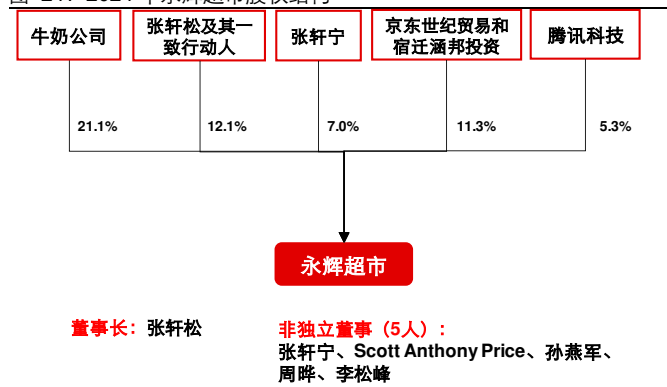 牛奶公司
张轩松及其一
致行动人
张轩宁
京东世纪贸易和
宿迁涵邦投资
腾讯科技
21.1%
12.1%
7.0%
11.3%
5.3%
永辉超市
董事长：张轩松
非独立董事（5人）：
张轩宁、Scott Anthony Price、孙燕军、
周晔、李松峰